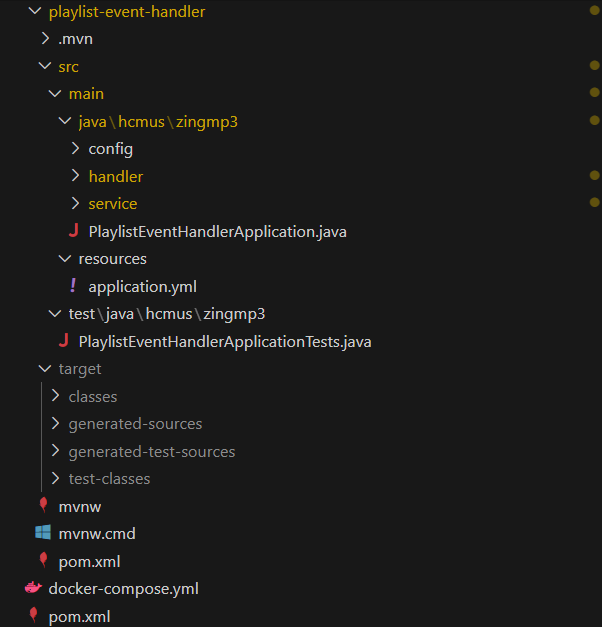 playlist-event-handler
.mvn
src
main
java\hcmus\zingmp3
config
handler
service
PlaylistEventHandlerApplication.java
resources
application.yml
test\java\hcmus\zingmp3
PlaylistEventHandlerApplicationTests.java
target
classes
generated-sources
generated-test-sources
test-classes
mvnw
mvnw.cmd
pom.xml
docker-compose.yml
pom.xml